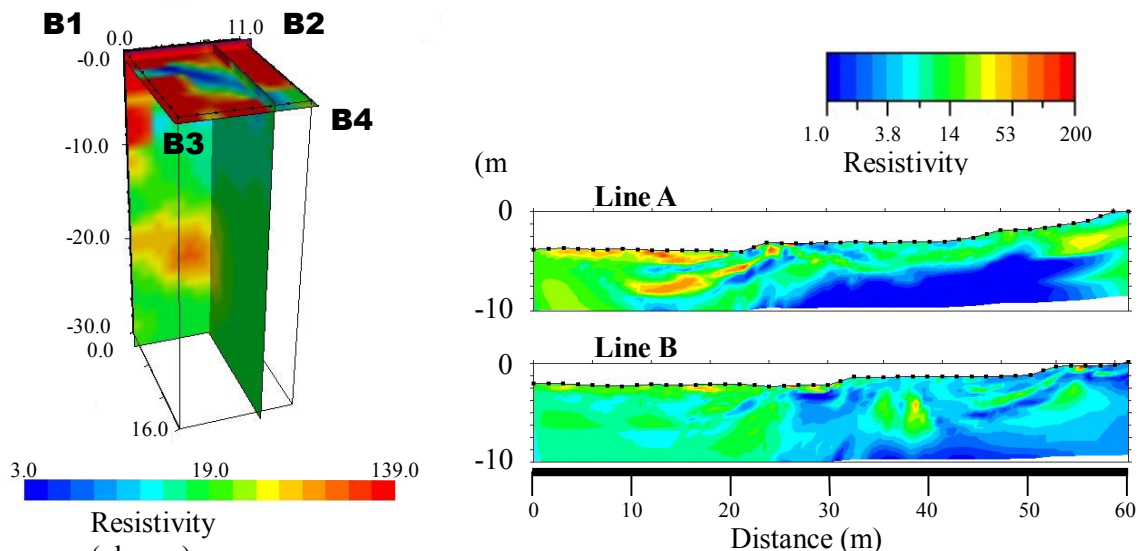 B1
0.0
11.0
B2
-0.0
B4
B3
-10.0
-20.0
-30.0
0.0
16.0
3.0 19.0 139.0
Resistivity
1.0 3.8 14 53 200
Resistivity
(m
Line A
0
-10
Line B
0
-10
0 10 20 30 40 50 60
Distance (m)